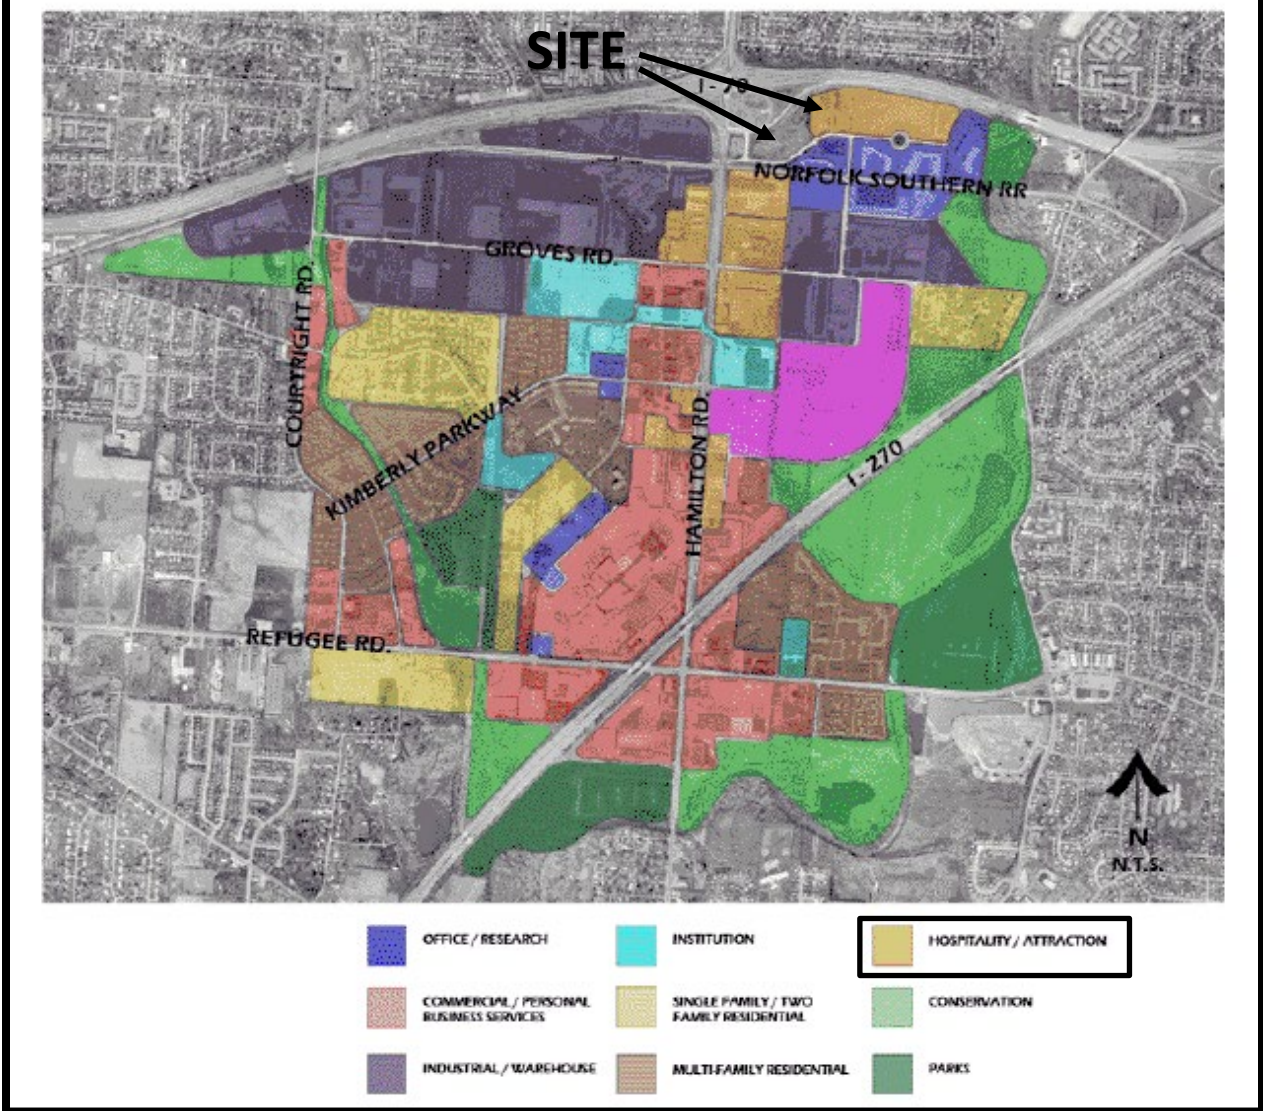 SITE
I - 70
NORFOLK SOUTHERN RR
GROVES RD.
COURTRIGHT RD.
KIMBERLY PARKWAY
HAMILTON RD.
I - 270
REFUGEE RD.
N
N.T.S.
OFFICE / RESEARCH
INSTITUTION
HOSPITALITY / ATTRACTION
COMMERCIAL / PERSONAL
BUSINESS SERVICES
SINGLE FAMILY / TWO
FAMILY RESIDENTIAL
CONSERVATION
INDUSTRIAL / WAREHOUSE
MULTI-FAMILY RESIDENTIAL
PARKS